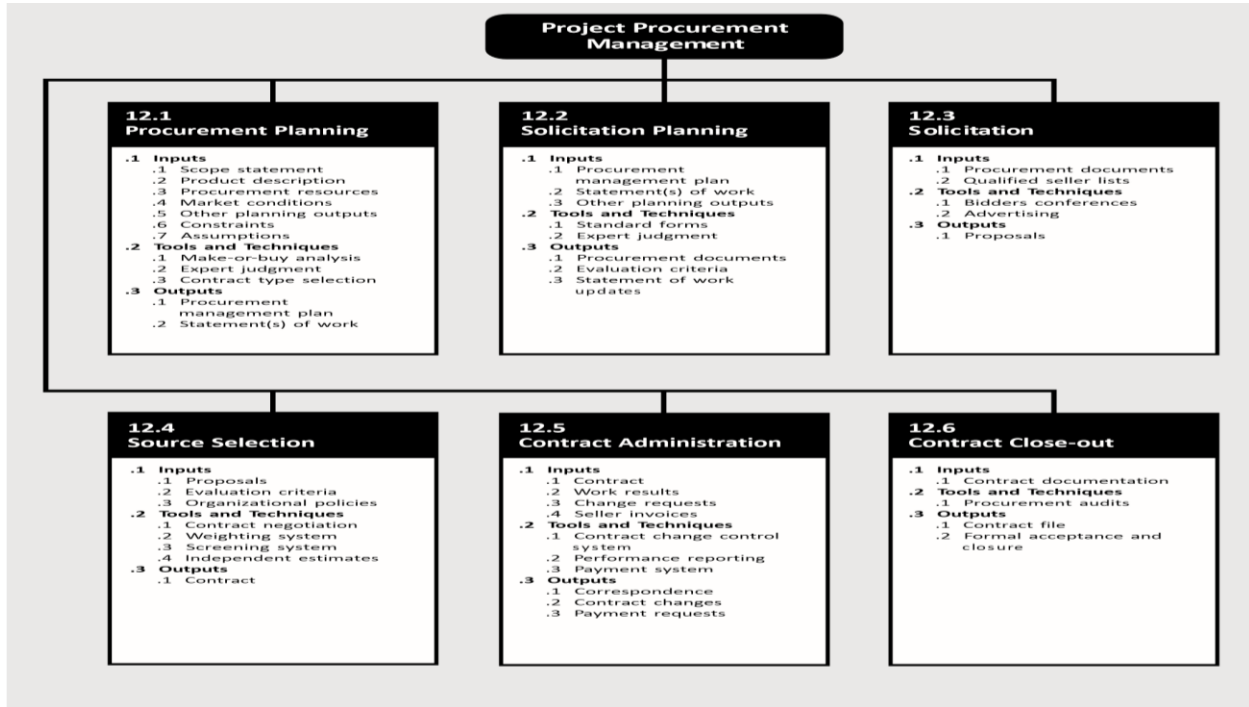 Project Procurement
Management
12.1
Procurement Planning
.1 Inputs
.1 Scope statement
.2 Product description
.3 Procurement resources
.4 Market conditions
.5 Other planning outputs
.6 Constraints
.7 Assumptions
.2 Tools and Techniques
.1 Make-or-buy analysis
.2 Expert judgment
.3 Contract type selection
.3 Outputs
.1 Procurement
management plan
.2 Statement(s) of work
12.2
Solicitation Planning
.1 Inputs
.1 Procurement
management plan
.2 Statement(s) of work
.3 Other planning outputs
.2 Tools and Techniques
.1 Standard forms
.2 Expert judgment
.3 Outputs
.1 Procurement documents
.2 Evaluation criteria
.3 Statement of work
updates
12.3
Solicitation
.1 Inputs
.1 Procurement documents
.2 Qualified seller lists
.2 Tools and Techniques
.1 Bidders conferences
.2 Advertising
.3 Outputs
.1 Proposals
12.4
Source Selection
.1 Inputs
.1 Proposals
.2 Evaluation criteria
.3 Organizational policies
.2 Tools and Techniques
.1 Contract negotiation
.2 Weighting system
.3 Screening system
.4 Independent estimates
.3 Outputs
.1 Contract
12.5
Contract Administration
.1 Inputs
.1 Contract
.2 Work results
.3 Change requests
.4 Seller invoices
.2 Tools and Techniques
.1 Contract change control
system
.2 Performance reporting
.3 Payment system
.3 Outputs
.1 Correspondence
.2 Contract changes
.3 Payment requests
12.6
Contract Close-out
.1 Inputs
.1 Contract documentation
.2 Tools and Techniques
.1 Procurement audits
.3 Outputs
.1 Contract file
.2 Formal acceptance and
closure